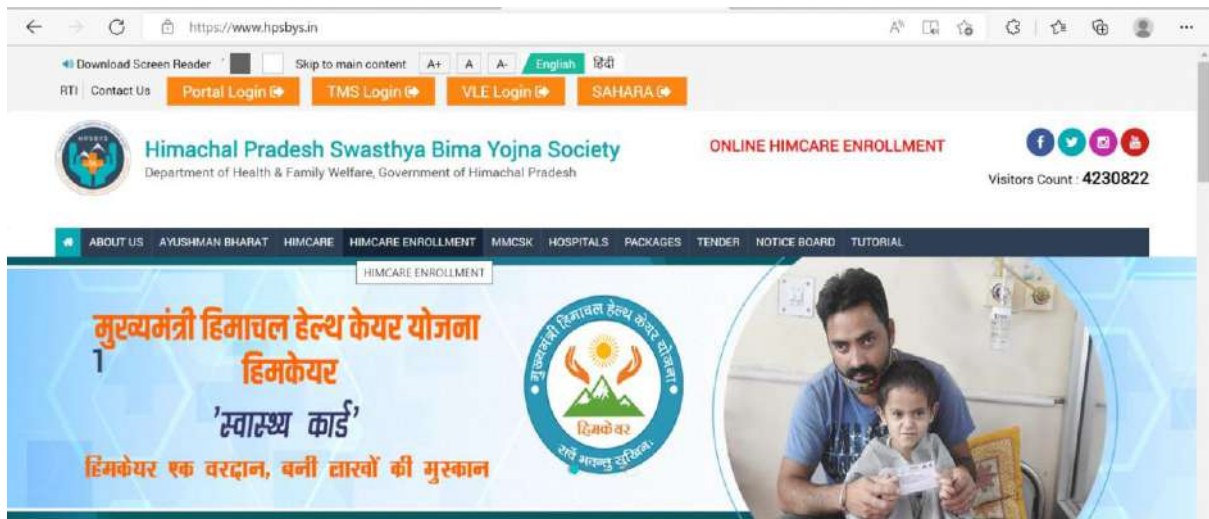 https://www.hpsbys.in
Download Screen Reader Skip to main content A+ A A- English हिंदी
RTI Contact Us Portal Login TMS Login VLE Login SAHARA
HPSBYS
Himachal Pradesh Swasthya Bima Yojna Society
Department of Health & Family Welfare, Government of Himachal Pradesh
ONLINE HIMCARE ENROLLMENT
Visitors Count : 4230822
ABOUT US AYUSHMAN BHARAT HIMCARE HIMCARE ENROLLMENT MMCSK HOSPITALS PACKAGES TENDER NOTICE BOARD TUTORIAL
HIMCARE ENROLLMENT
मुख्यमंत्री हिमाचल हेल्थ केयर योजना
1
हिमकेयर
'स्वास्थ्य कार्ड'
हिमकेयर एक वरदान, बनी लाखों की मुस्कान
मुख्यमंत्री हिमाचल हेल्थ केयर योजना
हिमकेयर
सर्वे भवन्तु सुखिनः